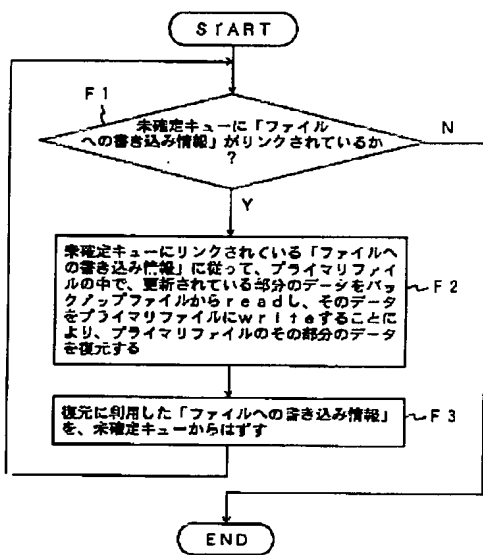 START
F1
未確定キューに「ファイル
への書き込み情報」がリンクされているか
?
N
Y
未確定キューにリンクされている「ファイルへ
の書き込み情報」に従って、プライマリファイ
ルの中で、更新されている部分のデータをバッ
クアップファイルからreadし、そのデータ
をプライマリファイルにwriteすることに
より、プライマリファイルのその部分のデータ
を復元する
F2
復元に利用した「ファイルへの書き込み情報」
を、未確定キューからはずす
F3
END